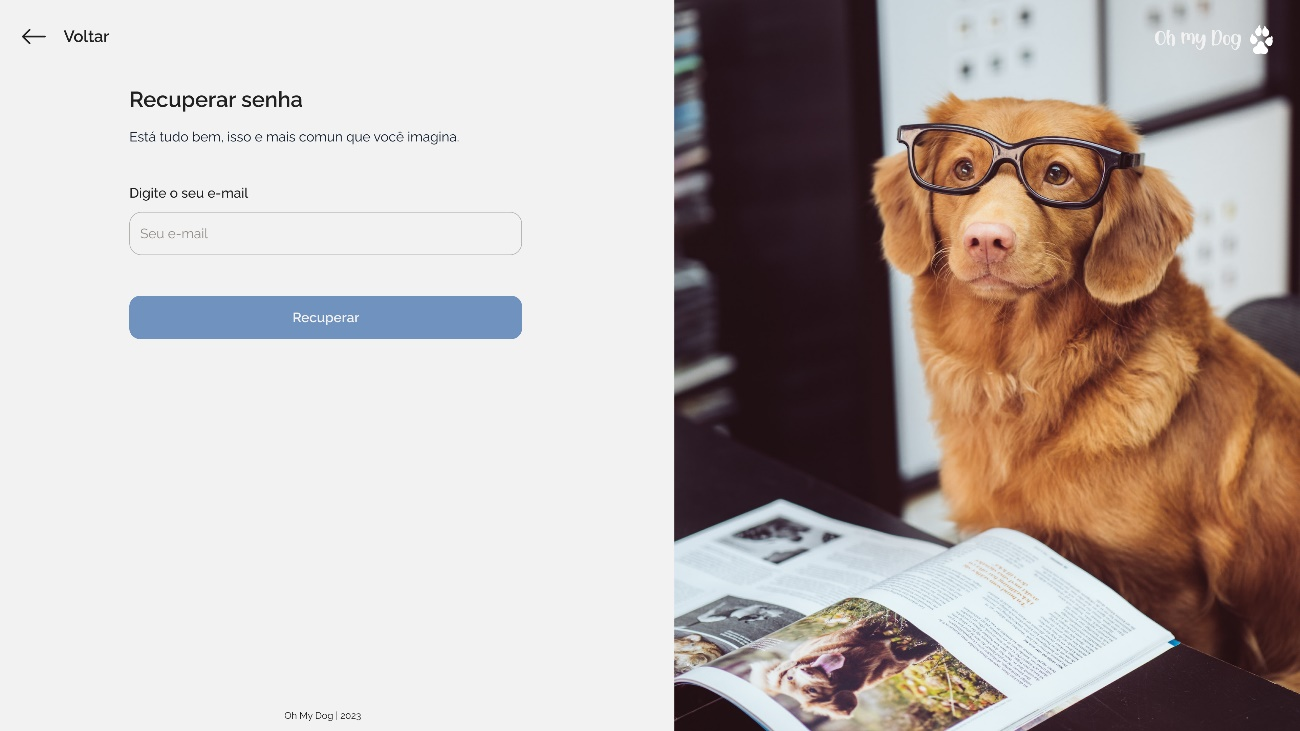 Voltar
Oh my Dog
Recuperar senha
Está tudo bem, isso e mais comun que você imagina.
Digite o seu e-mail
Seu e-mail
Recuperar
Oh My Dog | 2023